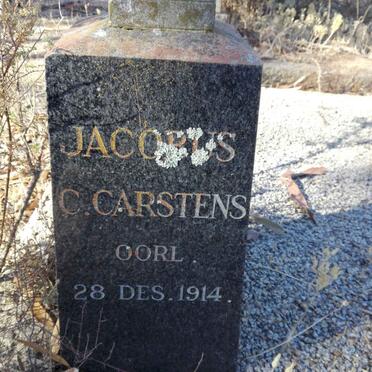 JACOBUS
C. CARSTENS
OORL.
28 DES. 1914.